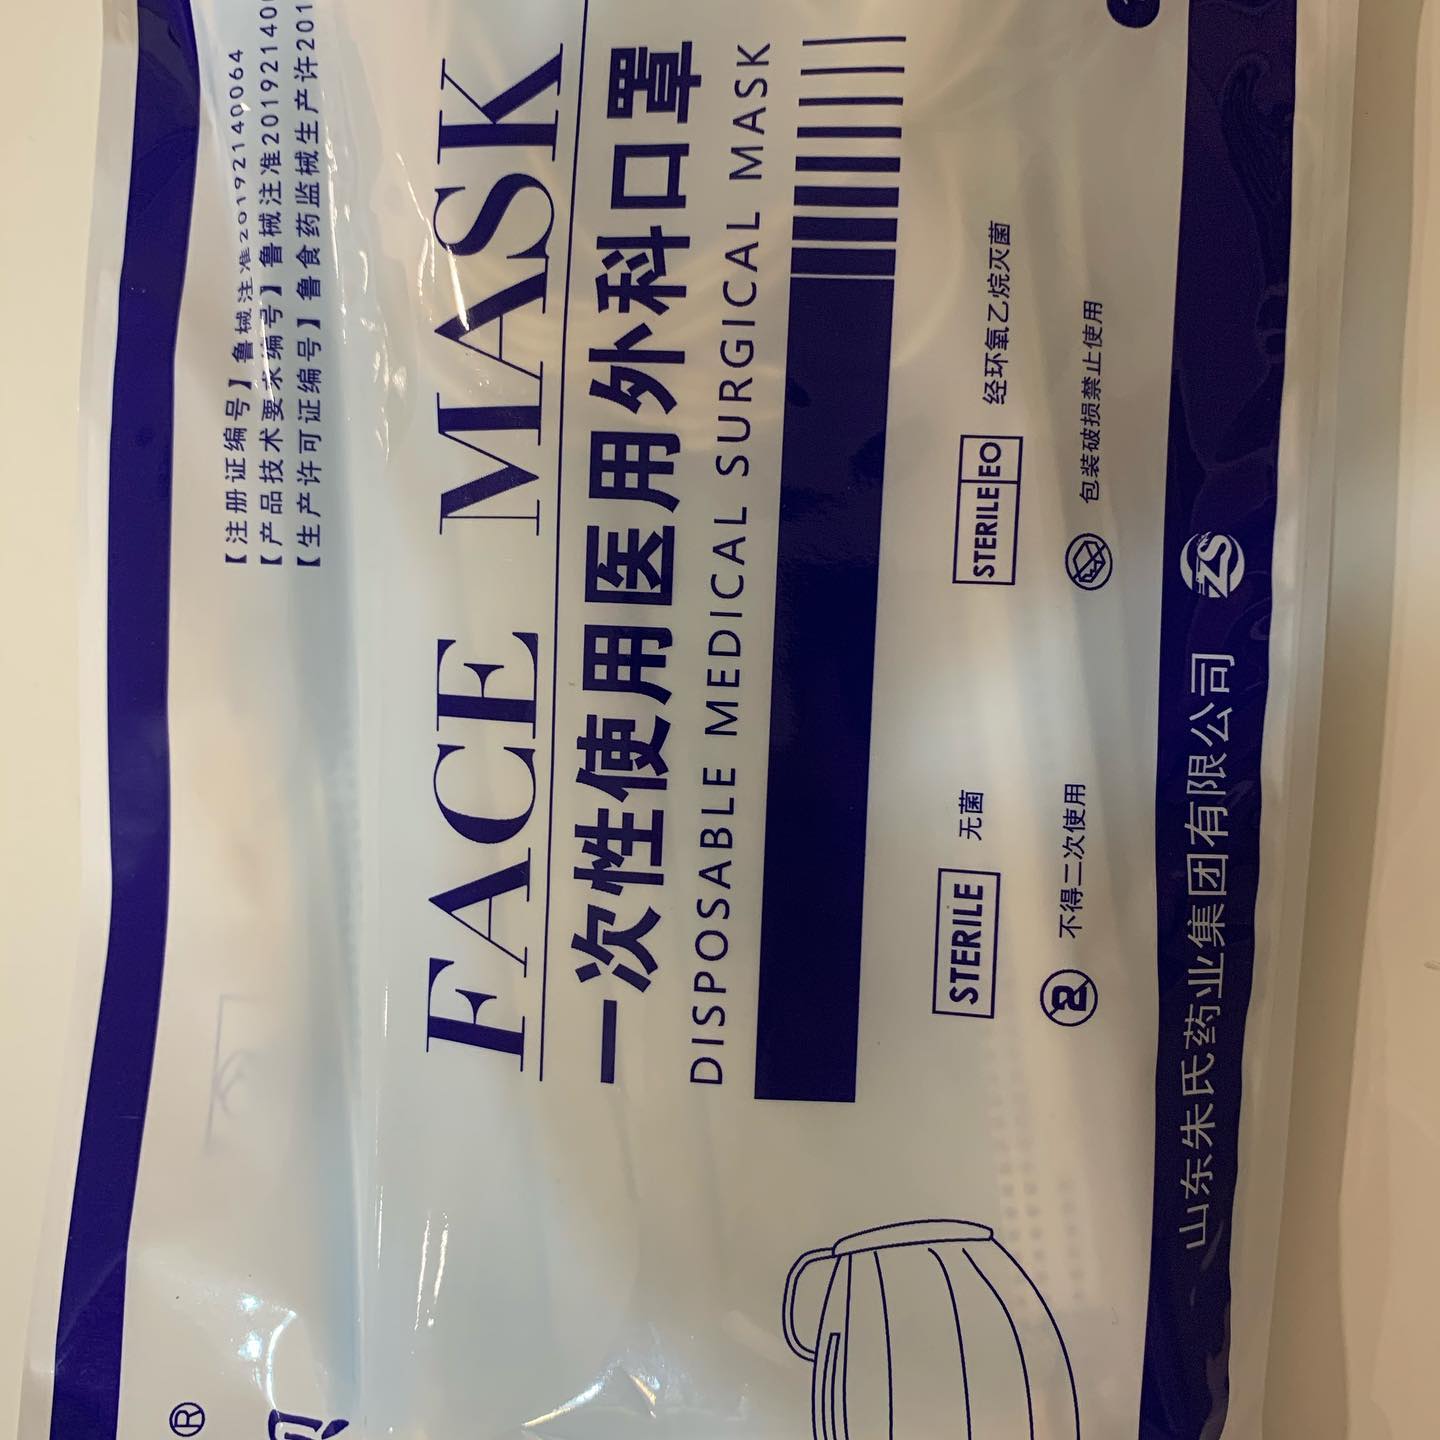 ®
【注册证编号】鲁械注准20192140064
【产品技术要求编号】鲁械注准201921400
【生产许可证编号】鲁食药监械生产许201
FACE MASK
一次性使用医用外科口罩
DISPOSABLE MEDICAL SURGICAL MASK
STERILE 无菌
STERILE EO 经环氧乙烷灭菌
2 不得二次使用
包装破损禁止使用
山东朱氏药业集团有限公司 ZS